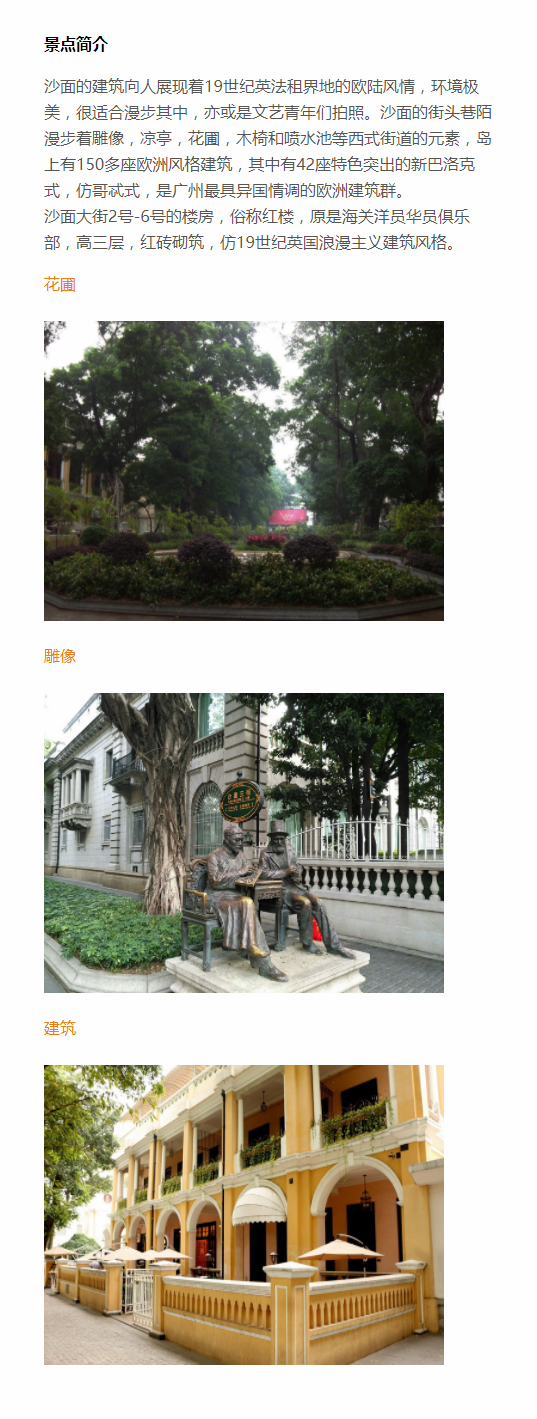 景点简介
沙面的建筑向人展现着19世纪英法租界地的欧陆风情，环境极
美，很适合漫步其中，亦或是文艺青年们拍照。沙面的街头巷陌
漫步着雕像，凉亭，花圃，木椅和喷水池等西式街道的元素，岛
上有150多座欧洲风格建筑，其中有42座特色突出的新巴洛克
式，仿哥忒式，是广州最具异国情调的欧洲建筑群。
沙面大街2号-6号的楼房，俗称红楼，原是海关洋员华员俱乐
部，高三层，红砖砌筑，仿19世纪英国浪漫主义建筑风格。
花圃
雕像
建筑